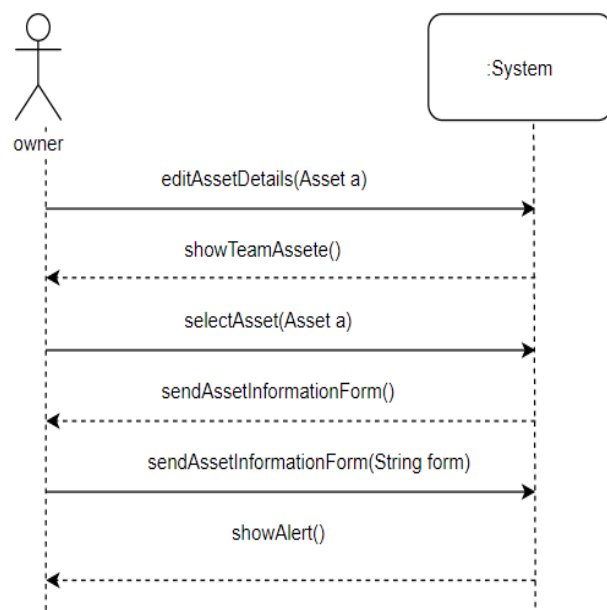 :System
owner
editAssetDetails(Asset a)
showTeamAssete()
selectAsset(Asset a)
sendAssetInformationForm()
sendAssetInformationForm(String form)
showAlert()